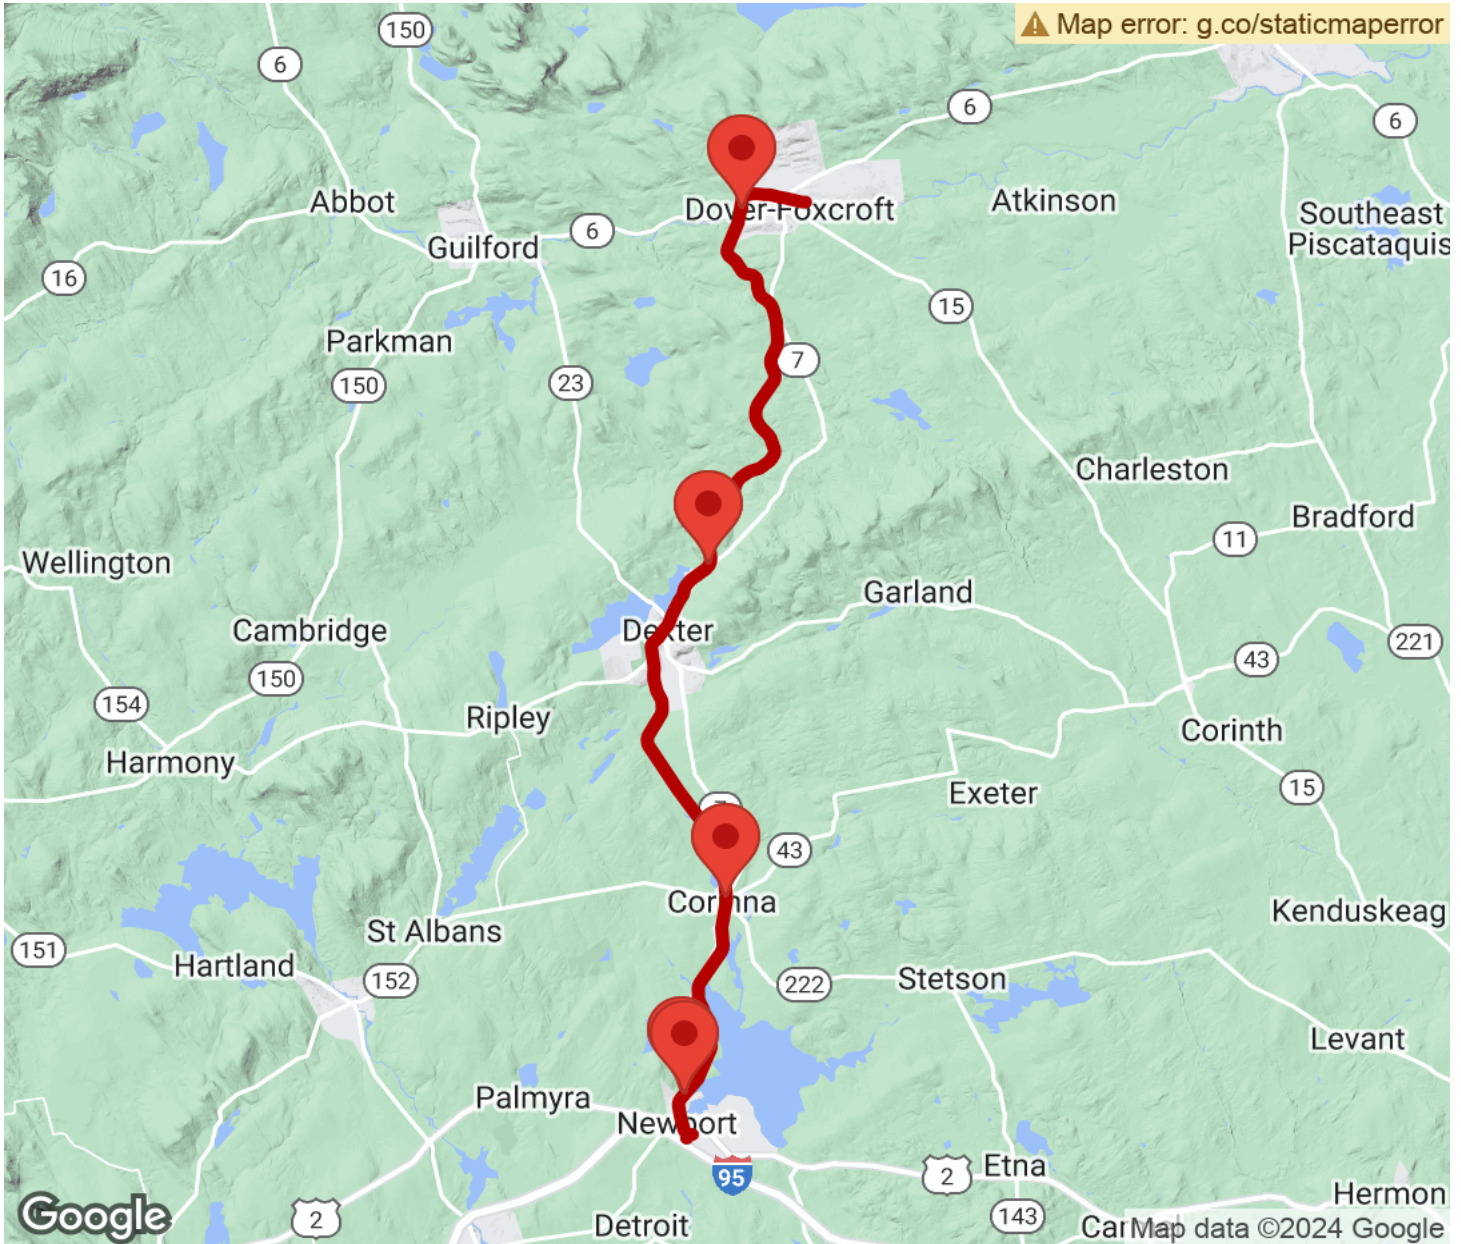 Map error: g.co/staticmaperror
150
6
6
6
Abbot
Dover-Foxcroft
Atkinson
Southeast
Piscataquis
6
Guilford
16
15
Parkman
7
150
23
Charleston
Bradford
11
Wellington
Garland
Cambridge
Dexter
221
43
150
154
Ripley
Corinth
Harmony
15
Exeter
43
Corinna
Kenduskeag
St Albans
151
Hartland
152
222
Stetson
Levant
Palmyra
Newport
Etna
2
95
Hermon
Google
2
Detroit
143
Map data ©2024 Google